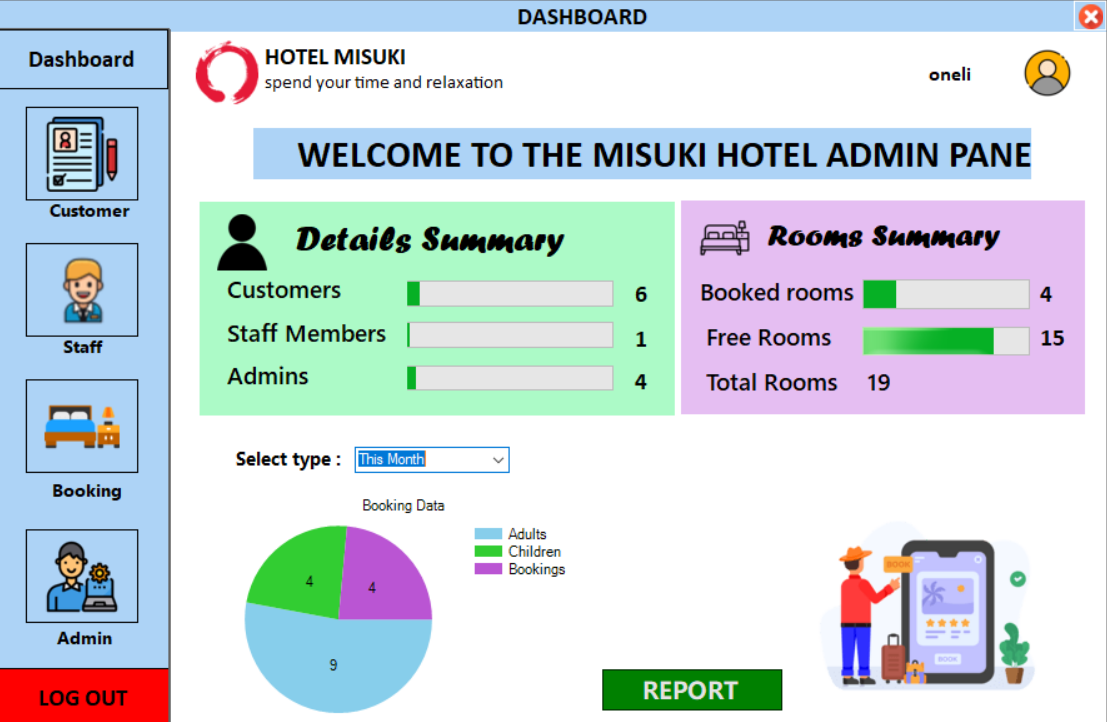 DASHBOARD
Dashboard
HOTEL MISUKI
spend your time and relaxation
oneli
WELCOME TO THE MISUKI HOTEL ADMIN PANE
Customer
Staff
Booking
Admin
LOG OUT
Details Summary
Customers 6
Staff Members 1
Admins 4
Rooms Summary
Booked rooms 4
Free Rooms 15
Total Rooms 19
Select type : This Month
Booking Data
Adults
Children
Bookings
4
4
9
REPORT
BOOK
BOOK